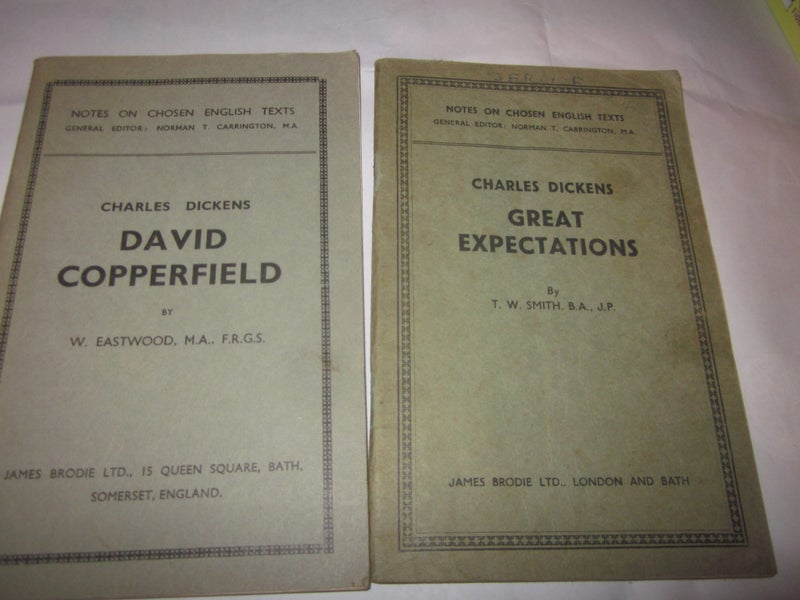 NOTES ON CHOSEN ENGLISH TEXTS
GENERAL EDITOR: NORMAN T. CARRINGTON, M.A.
CHARLES DICKENS
DAVID
COPPERFIELD
BY
W. EASTWOOD, M.A., F.R.G.S.
JAMES BRODIE LTD., 15 QUEEN SQUARE, BATH,
SOMERSET, ENGLAND.
NOTES ON CHOSEN ENGLISH TEXTS
GENERAL EDITOR: NORMAN T. CARRINGTON, M.A.
CHARLES DICKENS
GREAT
EXPECTATIONS
By
T. W. SMITH, B.A., J.P.
JAMES BRODIE LTD., LONDON AND BATH